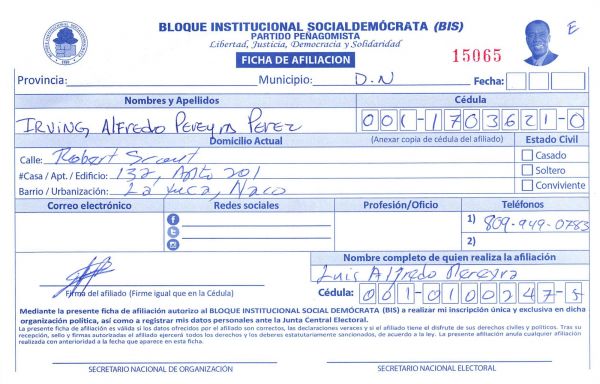 BLOQUE INSTITUCIONAL SOCIALDEMÓCRATA (BIS)
PARTIDO PEÑAGOMISTA
Libertad, Justicia, Democracia y Solidaridad
FICHA DE AFILIACION
15065
E
Provincia: Municipio: D.N Fecha:
Nombres y Apellidos Cédula
Irving Alfredo Pereyra Perez 001-1703621-0
Domicilio Actual (Anexar copia de cédula del afiliado) Estado Civil
Calle: Robert Scout Casado
#Casa / Apt. / Edificio: 132, Apto 201 Soltero
Barrio / Urbanización: La Yuca, Naco Conviviente
Correo electrónico Redes sociales Profesión/Oficio Teléfonos
1) 809-949-0783
2)
Nombre completo de quien realiza la afiliación
Luis Alfredo Pereyra
Firma del afiliado (Firme igual que en la Cédula) Cédula: 001-0100247-5
Mediante la presente ficha de afiliación autorizo al BLOQUE INSTITUCIONAL SOCIAL DEMÓCRATA (BIS) a realizar mi inscripción única y exclusiva en dicha
organización política, así como a registrar mis datos personales ante la Junta Central Electoral.
La presente ficha de afiliación es válida si los datos ofrecidos por el afiliado son correctos, las declaraciones veraces y si el afiliado tiene el disfrute de sus derechos civiles y políticos. Tras su
recepción, sello y firmas autorizadas el afiliado ejercerá todos los derechos y los deberes estatutariamente sancionados, de acuerdo a la ley. La presente afiliación anula cualquier afiliación
realizada con anterioridad a la fecha que aparece en esta ficha.
SECRETARIO NACIONAL DE ORGANIZACIÓN SECRETARIO NACIONAL ELECTORAL